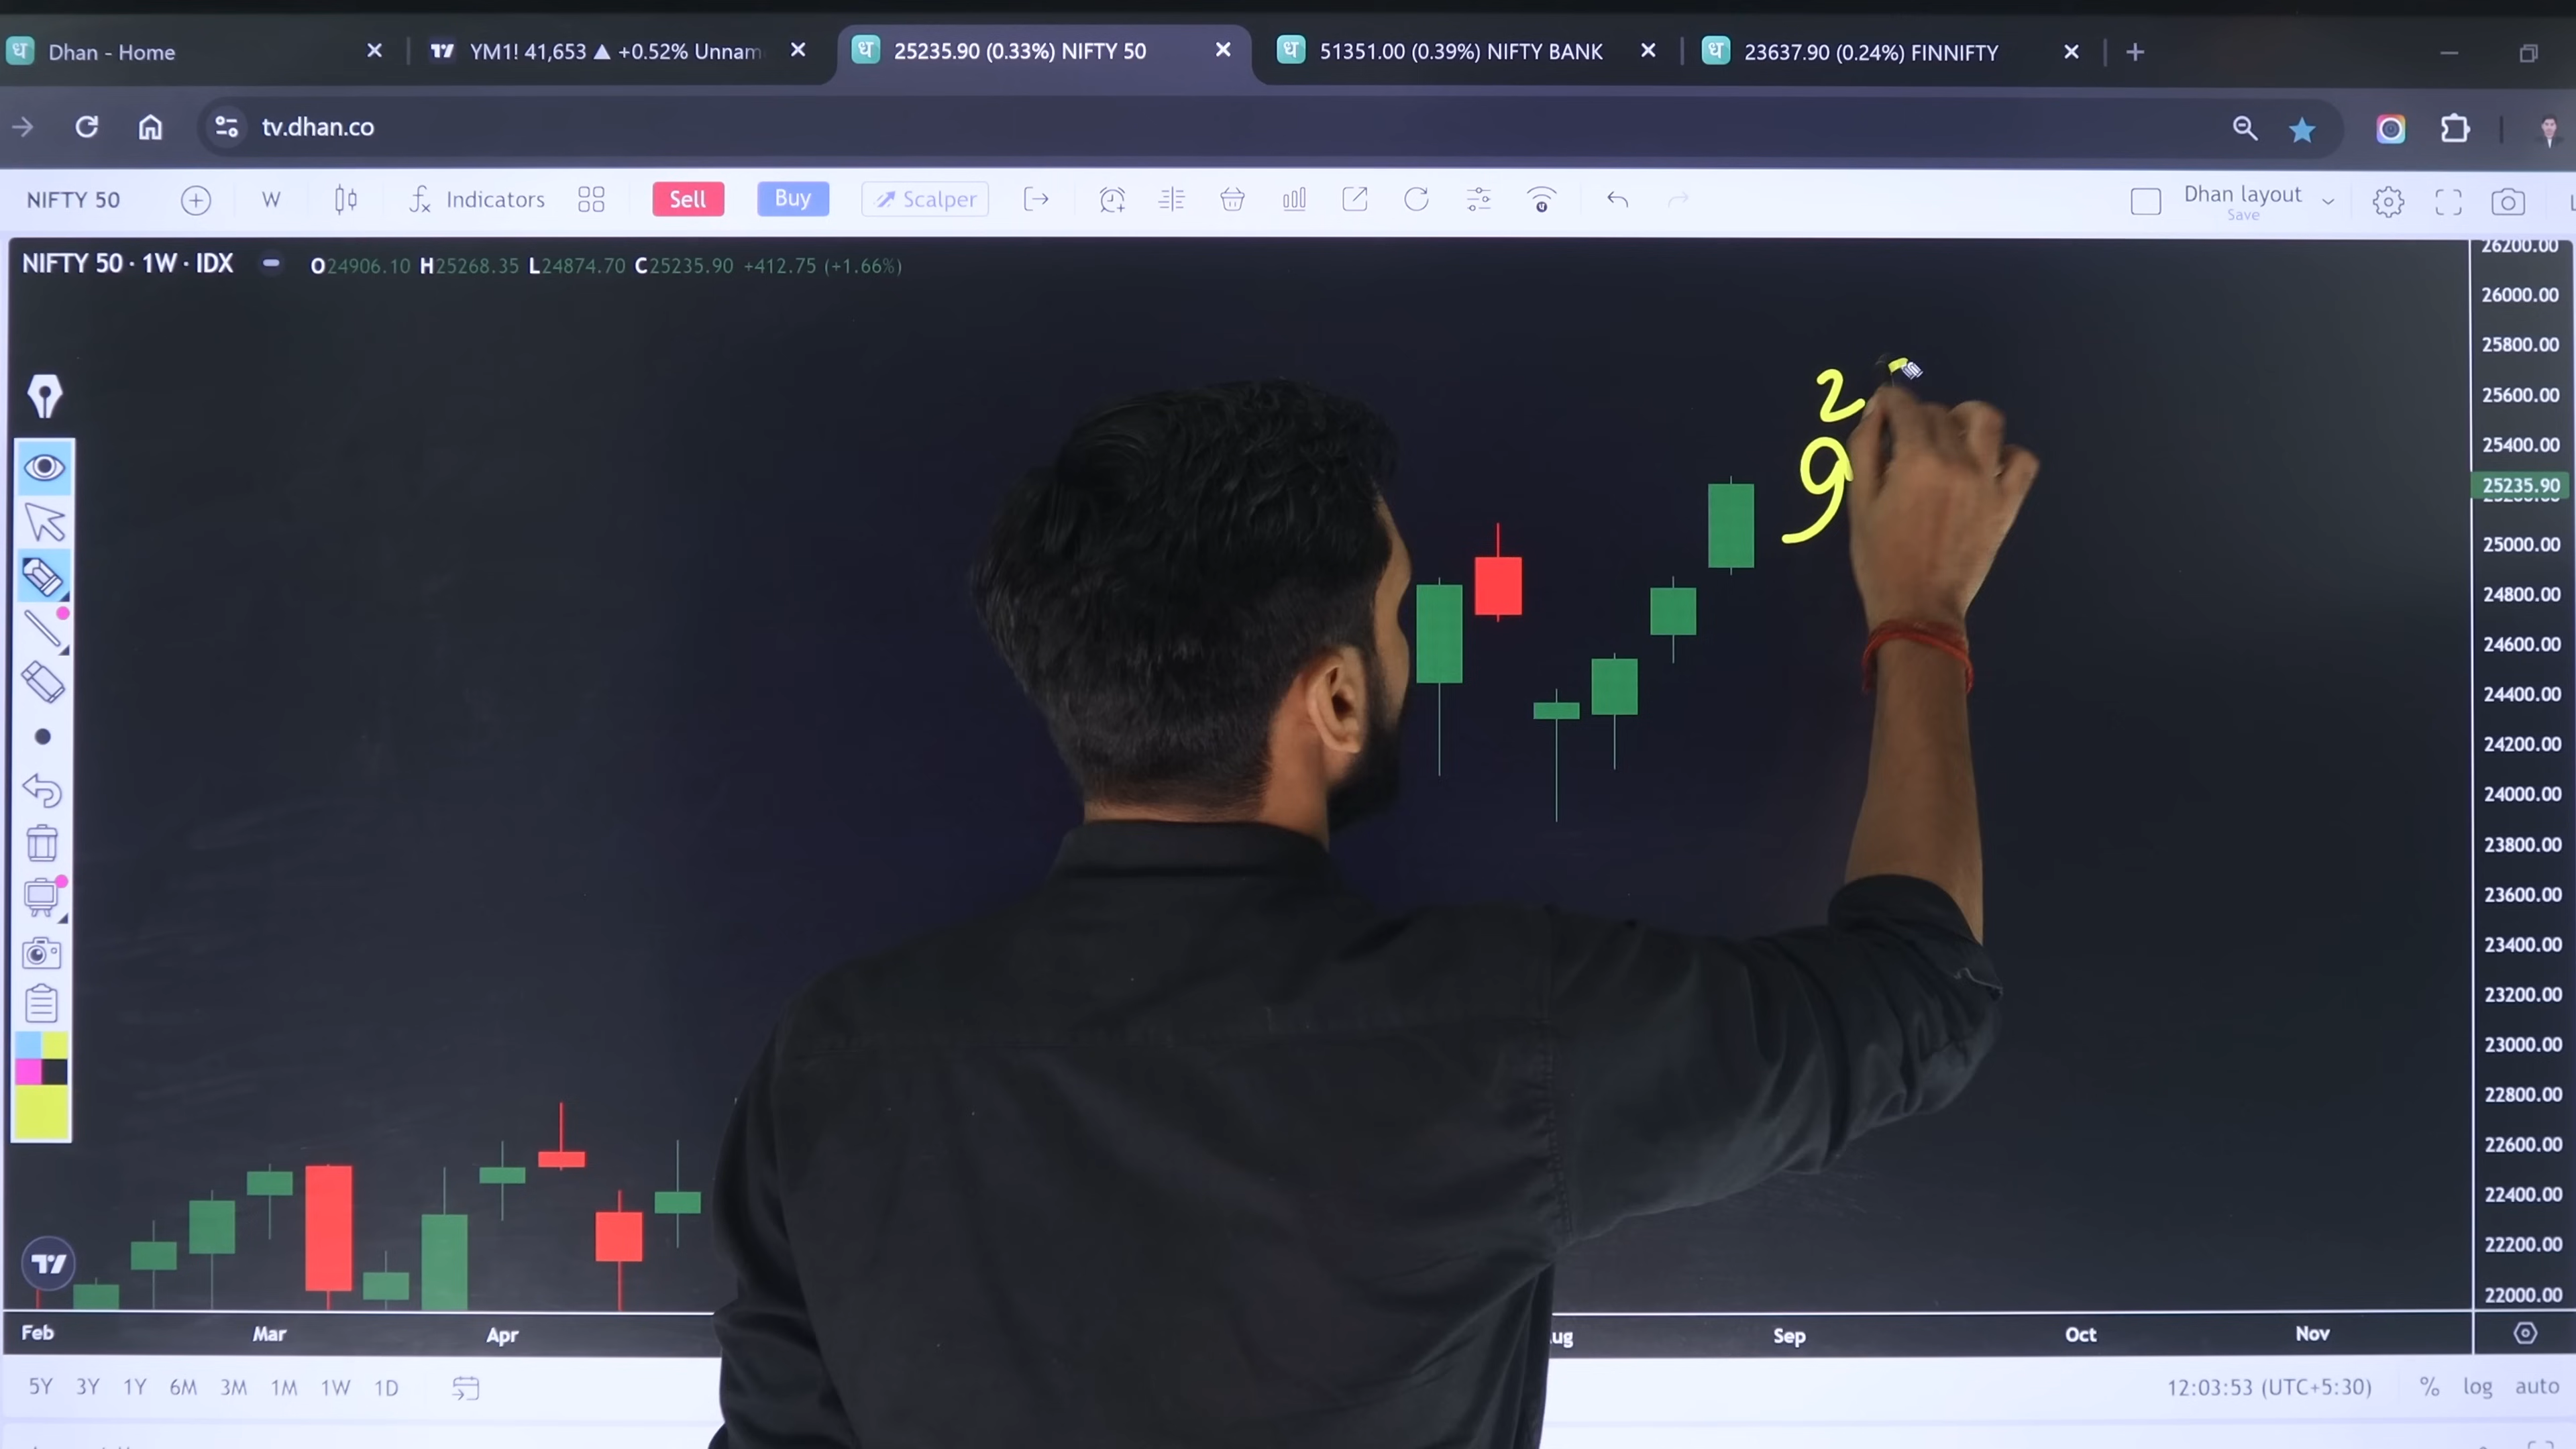 Dhan - Home
YM1! 41,653 ▲ +0.52% Unnam
25235.90 (0.33%) NIFTY 50
51351.00 (0.39%) NIFTY BANK
23637.90 (0.24%) FINNIFTY
tv.dhan.co
NIFTY 50 W Indicators Sell Buy Scalper Dhan layout
Save
NIFTY 50 · 1W · IDX O24906.10 H25268.35 L24874.70 C25235.90 +412.75 (+1.66%)
2
9
26200.00
26000.00
25800.00
25600.00
25400.00
25235.90
25000.00
24800.00
24600.00
24400.00
24200.00
24000.00
23800.00
23600.00
23400.00
23200.00
23000.00
22800.00
22600.00
22400.00
22200.00
22000.00
Feb Mar Apr ug Sep Oct Nov
5Y 3Y 1Y 6M 3M 1M 1W 1D 12:03:53 (UTC+5:30) % log auto